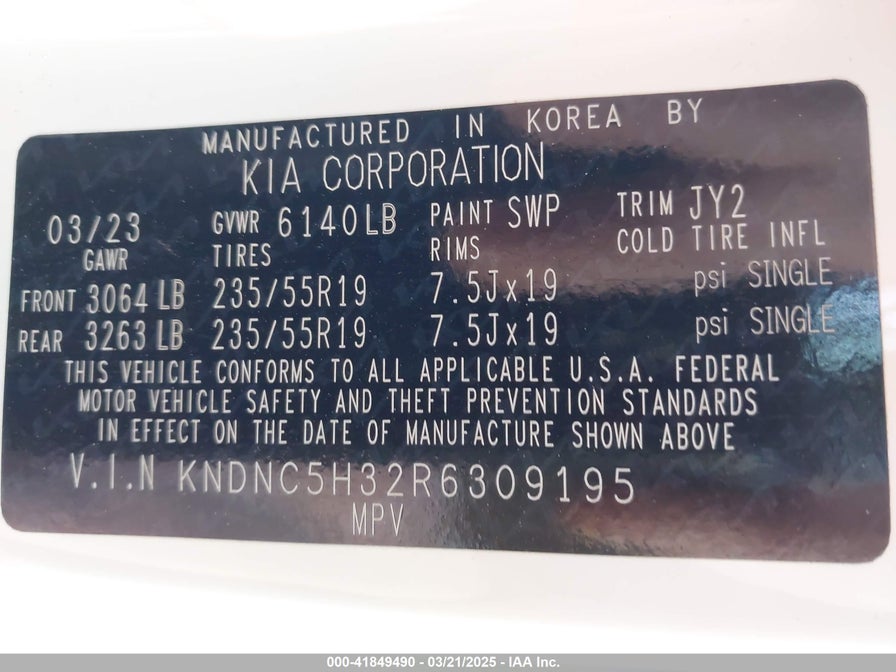 MANUFACTURED IN KOREA BY
KIA CORPORATION
03/23 GVWR 6140LB PAINT SWP TRIM JY2
GAWR TIRES RIMS COLD TIRE INFL
FRONT 3064 LB 235/55R19 7.5Jx19 psi SINGLE
REAR 3263 LB 235/55R19 7.5Jx19 psi SINGLE
THIS VEHICLE CONFORMS TO ALL APPLICABLE U.S.A. FEDERAL
MOTOR VEHICLE SAFETY AND THEFT PREVENTION STANDARDS
IN EFFECT ON THE DATE OF MANUFACTURE SHOWN ABOVE
V.I.N KNDNC5H32R6309195
MPV
000-41849490 - 03/21/2025 - IAA Inc.